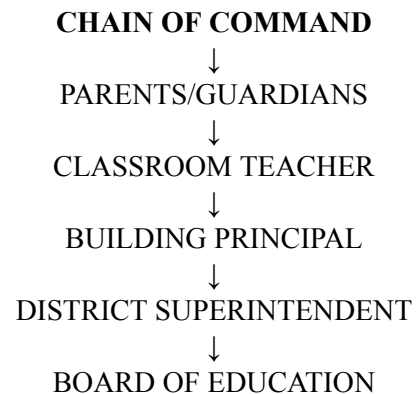 CHAIN OF COMMAND
↓
PARENTS/GUARDIANS
↓
CLASSROOM TEACHER
↓
BUILDING PRINCIPAL
↓
DISTRICT SUPERINTENDENT
↓
BOARD OF EDUCATION